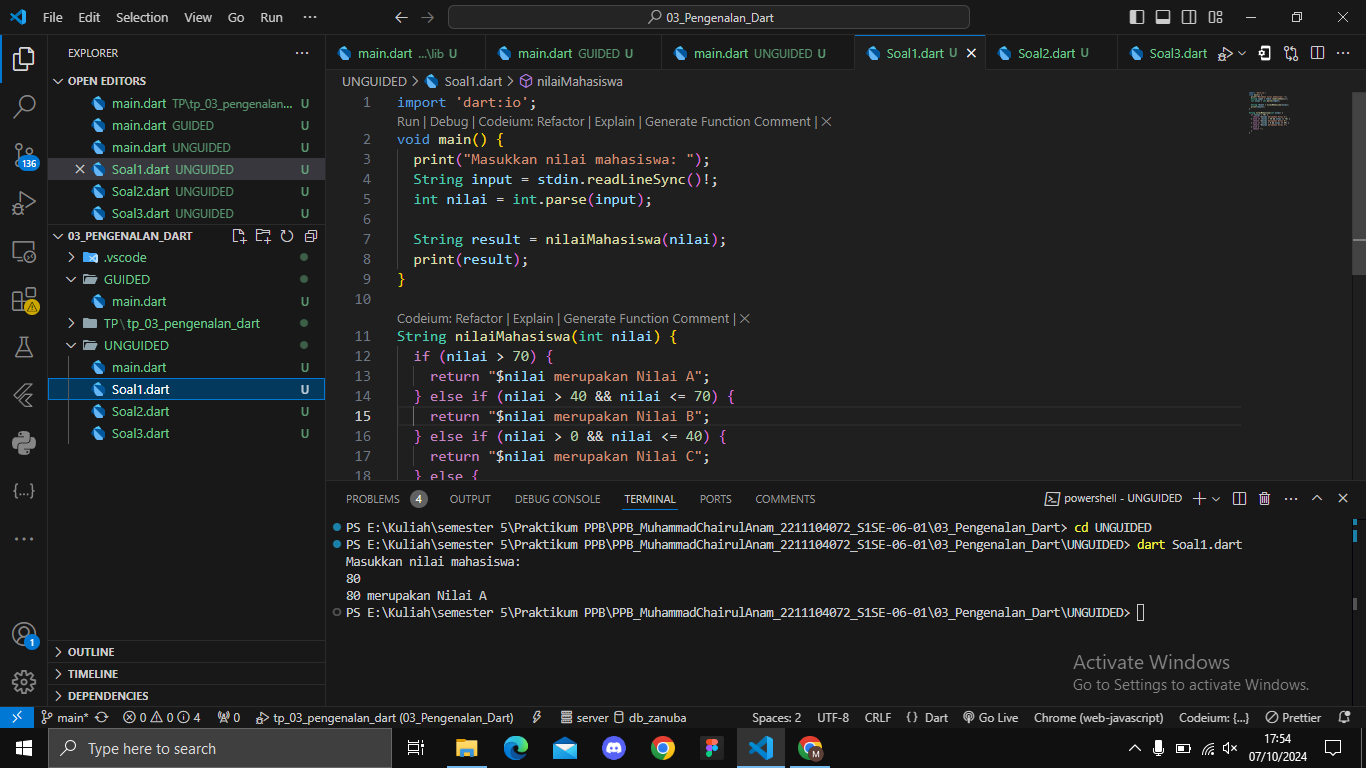 File Edit Selection View Go Run ···
03_Pengenalan_Dart
EXPLORER
OPEN EDITORS
main.dart TP\tp_03_pengenalan... U
main.dart GUIDED U
main.dart UNGUIDED U
Soal1.dart UNGUIDED U
Soal2.dart UNGUIDED U
Soal3.dart UNGUIDED U
03_PENGENALAN_DART
.vscode
GUIDED
main.dart U
TP\tp_03_pengenalan_dart
UNGUIDED
main.dart U
Soal1.dart U
Soal2.dart U
Soal3.dart U
OUTLINE
TIMELINE
DEPENDENCIES
136
1
main.dart ...\lib U main.dart GUIDED U main.dart UNGUIDED U Soal1.dart U Soal2.dart U Soal3.dart
UNGUIDED > Soal1.dart > nilaiMahasiswa
1 import 'dart:io';
Run | Debug | Codeium: Refactor | Explain | Generate Function Comment | ×
2 void main() {
3 print("Masukkan nilai mahasiswa: ");
4 String input = stdin.readLineSync()!;
5 int nilai = int.parse(input);
6
7 String result = nilaiMahasiswa(nilai);
8 print(result);
9 }
10
Codeium: Refactor | Explain | Generate Function Comment | ×
11 String nilaiMahasiswa(int nilai) {
12 if (nilai > 70) {
13 return "$nilai merupakan Nilai A";
14 } else if (nilai > 40 && nilai <= 70) {
15 return "$nilai merupakan Nilai B";
16 } else if (nilai > 0 && nilai <= 40) {
17 return "$nilai merupakan Nilai C";
18 } else {
PROBLEMS 4 OUTPUT DEBUG CONSOLE TERMINAL PORTS COMMENTS powershell - UNGUIDED
PS E:\Kuliah\semester 5\Praktikum PPB\PPB_MuhammadChairulAnam_2211104072_S1SE-06-01\03_Pengenalan_Dart> cd UNGUIDED
PS E:\Kuliah\semester 5\Praktikum PPB\PPB_MuhammadChairulAnam_2211104072_S1SE-06-01\03_Pengenalan_Dart\UNGUIDED> dart Soal1.dart
Masukkan nilai mahasiswa:
80
80 merupakan Nilai A
PS E:\Kuliah\semester 5\Praktikum PPB\PPB_MuhammadChairulAnam_2211104072_S1SE-06-01\03_Pengenalan_Dart\UNGUIDED>
Activate Windows
Go to Settings to activate Windows.
main* 0 0 4 0 tp_03_pengenalan_dart (03_Pengenalan_Dart) server db_zanuba Spaces: 2 UTF-8 CRLF {} Dart Go Live Chrome (web-javascript) Codeium: {...} Prettier
Type here to search
17:54
07/10/2024